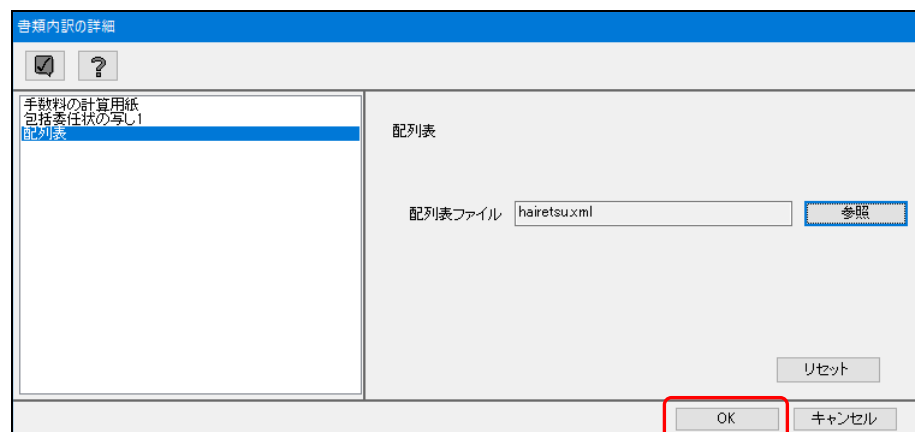 書類内訳の詳細
?
手数料の計算用紙
包括委任状の写し1
配列表
配列表
配列表ファイル hairetsu.xml 参照
リセット
OK キャンセル